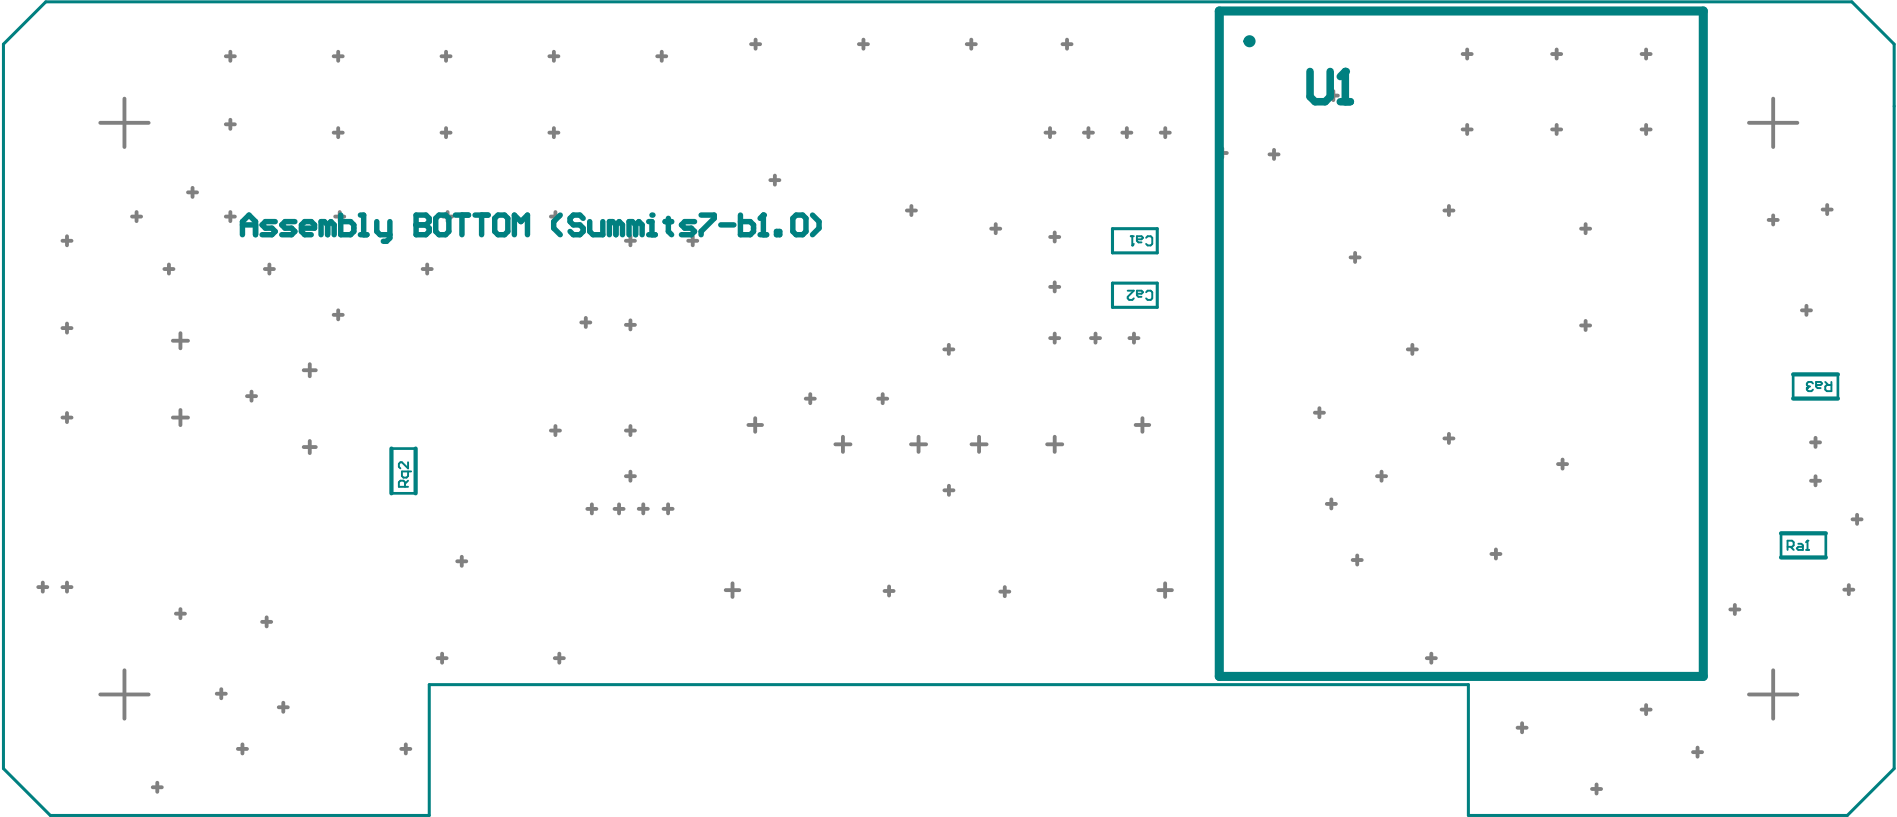 U1
Assembly BOTTOM (Summits7-b1.0)
Ca1
Ca2
Ra3
Rq2
Ra1